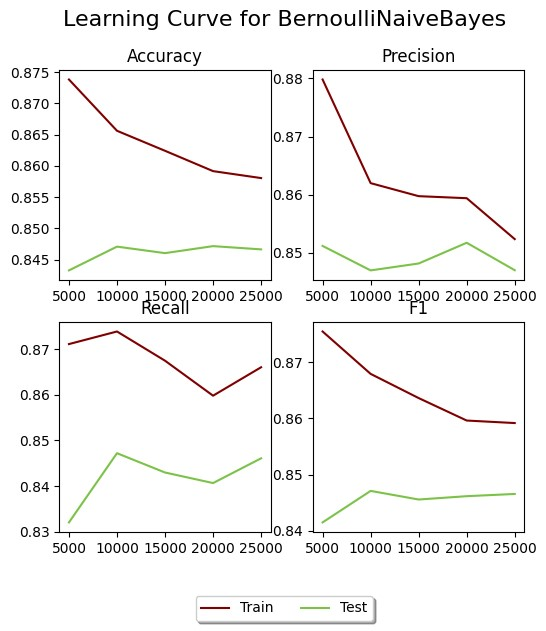 Learning Curve for BernoulliNaiveBayes
Accuracy
0.875
0.870
0.865
0.860
0.855
0.850
0.845
5000 10000 15000 20000 25000
Precision
0.88
0.87
0.86
0.85
5000 10000 15000 20000 25000
Recall
0.87
0.86
0.85
0.84
0.83
5000 10000 15000 20000 25000
F1
0.87
0.86
0.85
0.84
5000 10000 15000 20000 25000
Train Test